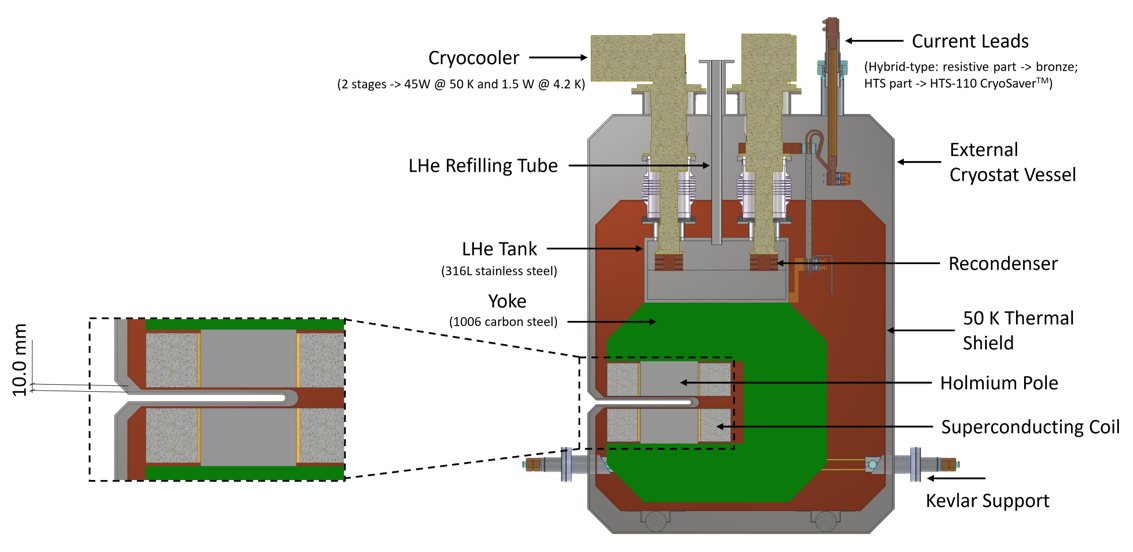 Cryocooler
(2 stages -> 45W @ 50 K and 1.5 W @ 4.2 K)
LHe Refilling Tube
LHe Tank
(316L stainless steel)
Yoke
(1006 carbon steel)
10.0 mm
Current Leads
(Hybrid-type: resistive part -> bronze;
HTS part -> HTS-110 CryoSaver™)
External
Cryostat Vessel
Recondenser
50 K Thermal
Shield
Holmium Pole
Superconducting Coil
Kevlar Support